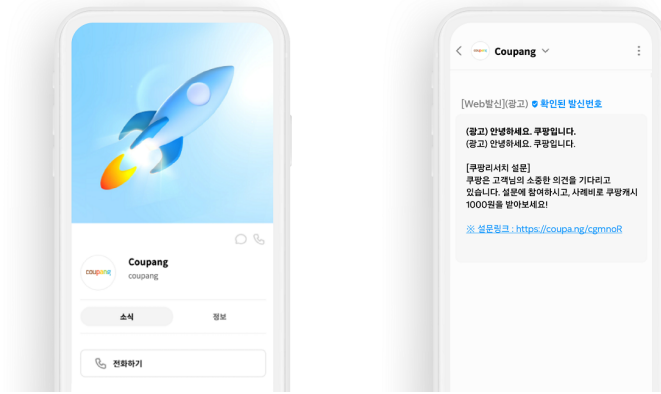 coupang
Coupang
coupang
소식
정보
전화하기
coupang
Coupang
[Web발신](광고) 확인된 발신번호
(광고) 안녕하세요. 쿠팡입니다.
(광고) 안녕하세요. 쿠팡입니다.
[쿠팡리서치 설문]
쿠팡은 고객님의 소중한 의견을 기다리고
있습니다. 설문에 참여하시고, 사례비로 쿠팡캐시
1000원을 받아보세요!
※ 설문링크 : https://coupa.ng/cgmnoR